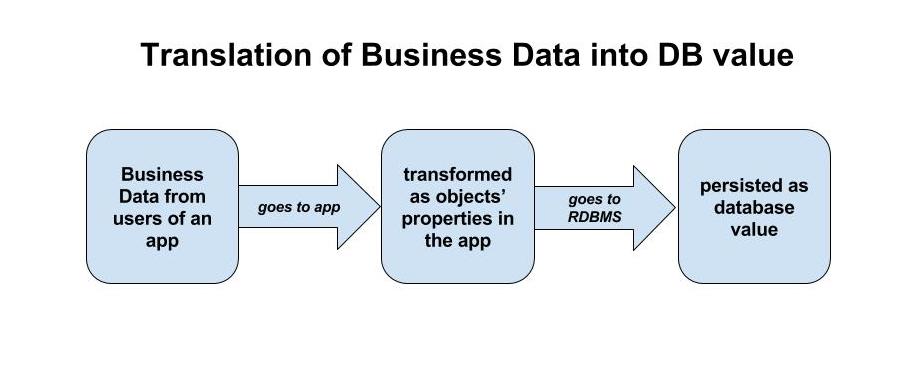 Translation of Business Data into DB value
Business
Data from
users of an
app
goes to app
transformed
as objects’
properties in
the app
goes to
RDBMS
persisted as
database
value